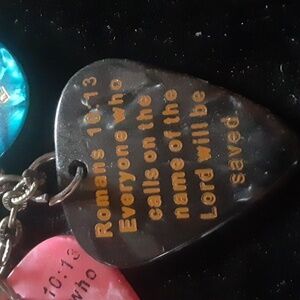 Romans 10:13
Everyone who
calls on the
name of the
Lord will be
saved
10:13
who